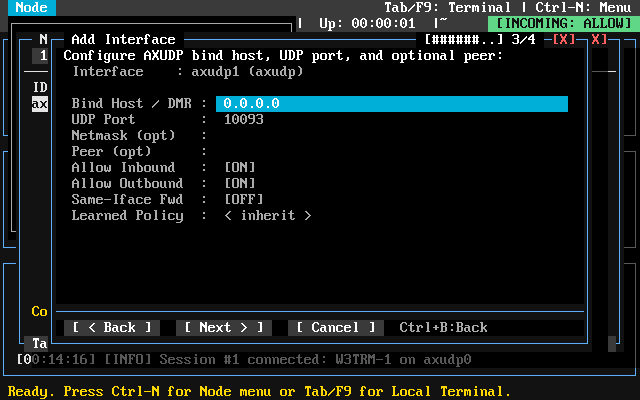 Node Tab/F9: Terminal | Ctrl-N: Menu
| Up: 00:00:01 |~ [INCOMING: ALLOW]
N Add Interface [######..] 3/4 [X] X]
1 Configure AXUDP bind host, UDP port, and optional peer:
Interface : axudp1 (axudp)
ID
ax Bind Host / DMR : 0.0.0.0
UDP Port : 10093
Netmask (opt) :
Peer (opt) :
Allow Inbound : [ON]
Allow Outbound : [ON]
Same-Iface Fwd : [OFF]
Learned Policy : < inherit >
Co
[ < Back ] [ Next > ] [ Cancel ] Ctrl+B:Back
Ta
[00:14:16] [INFO] Session #1 connected: W3TRM-1 on axudp0
Ready. Press Ctrl-N for Node menu or Tab/F9 for Local Terminal.